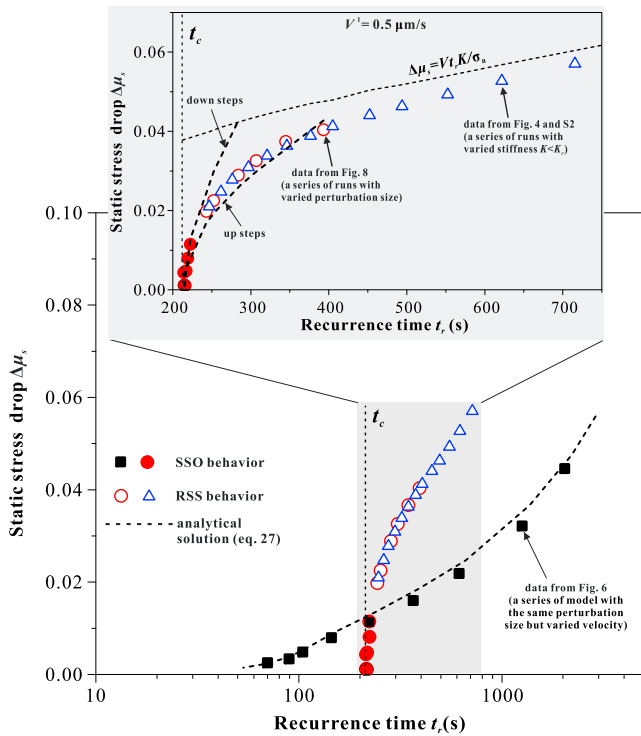 t_c
V¹= 0.5 μm/s
Δμ_s=Vt_rK/σ_n
down steps
up steps
data from Fig. 8
(a series of runs with
varied perturbation size)
data from Fig. 4 and S2
(a series of runs with
varied stiffness K<K_c)
Static stress drop Δμ_s
0.06
0.04
0.02
0.00
200
300
400
500
600
700
Recurrence time t_r (s)
Static stress drop Δμ_s
0.10
0.08
0.06
0.04
0.02
0.00
t_c
SSO behavior
RSS behavior
analytical
solution (eq. 27)
data from Fig. 6
(a series of model with
the same perturbation
size but varied velocity)
10
100
1000
Recurrence time t_r(s)